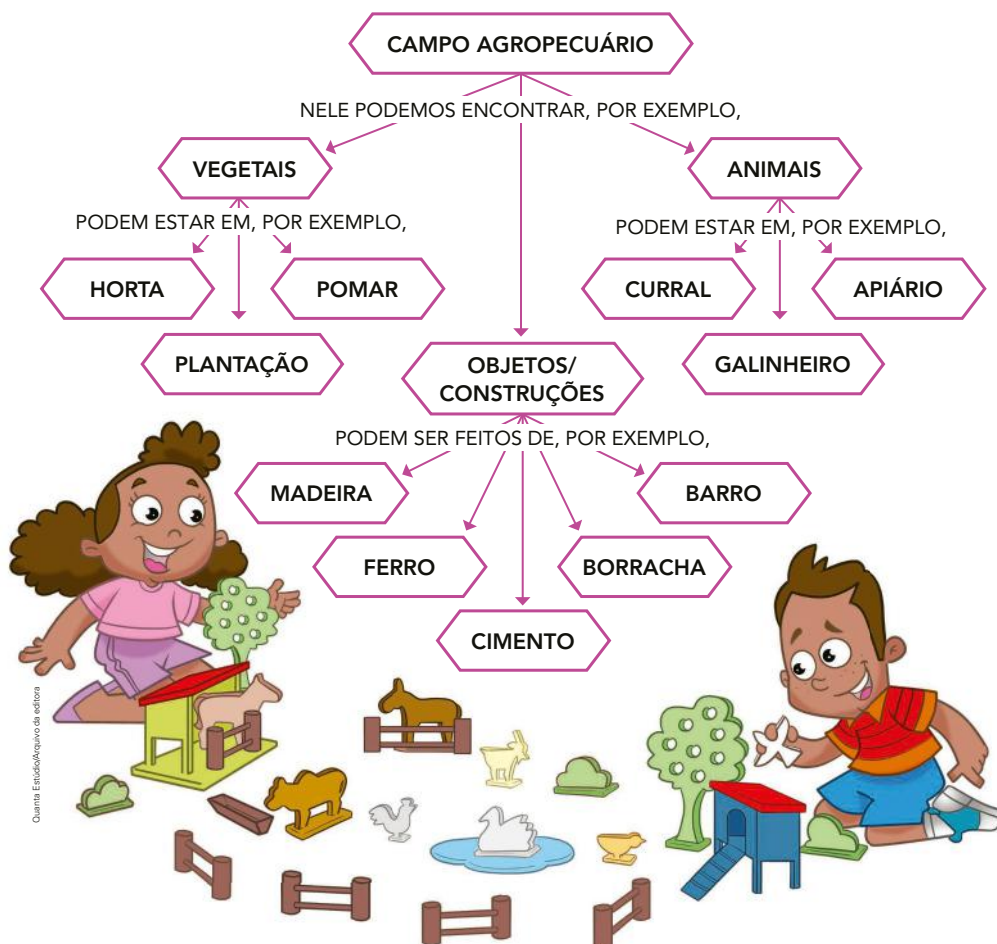 CAMPO AGROPECUÁRIO
NELE PODEMOS ENCONTRAR, POR EXEMPLO,
VEGETAIS
ANIMAIS
PODEM ESTAR EM, POR EXEMPLO,
PODEM ESTAR EM, POR EXEMPLO,
HORTA
POMAR
CURRAL
APIÁRIO
PLANTAÇÃO
OBJETOS/
CONSTRUÇÕES
GALINHEIRO
PODEM SER FEITOS DE, POR EXEMPLO,
MADEIRA
BARRO
FERRO
BORRACHA
CIMENTO
Quanta Estúdio/Arquivo da editora